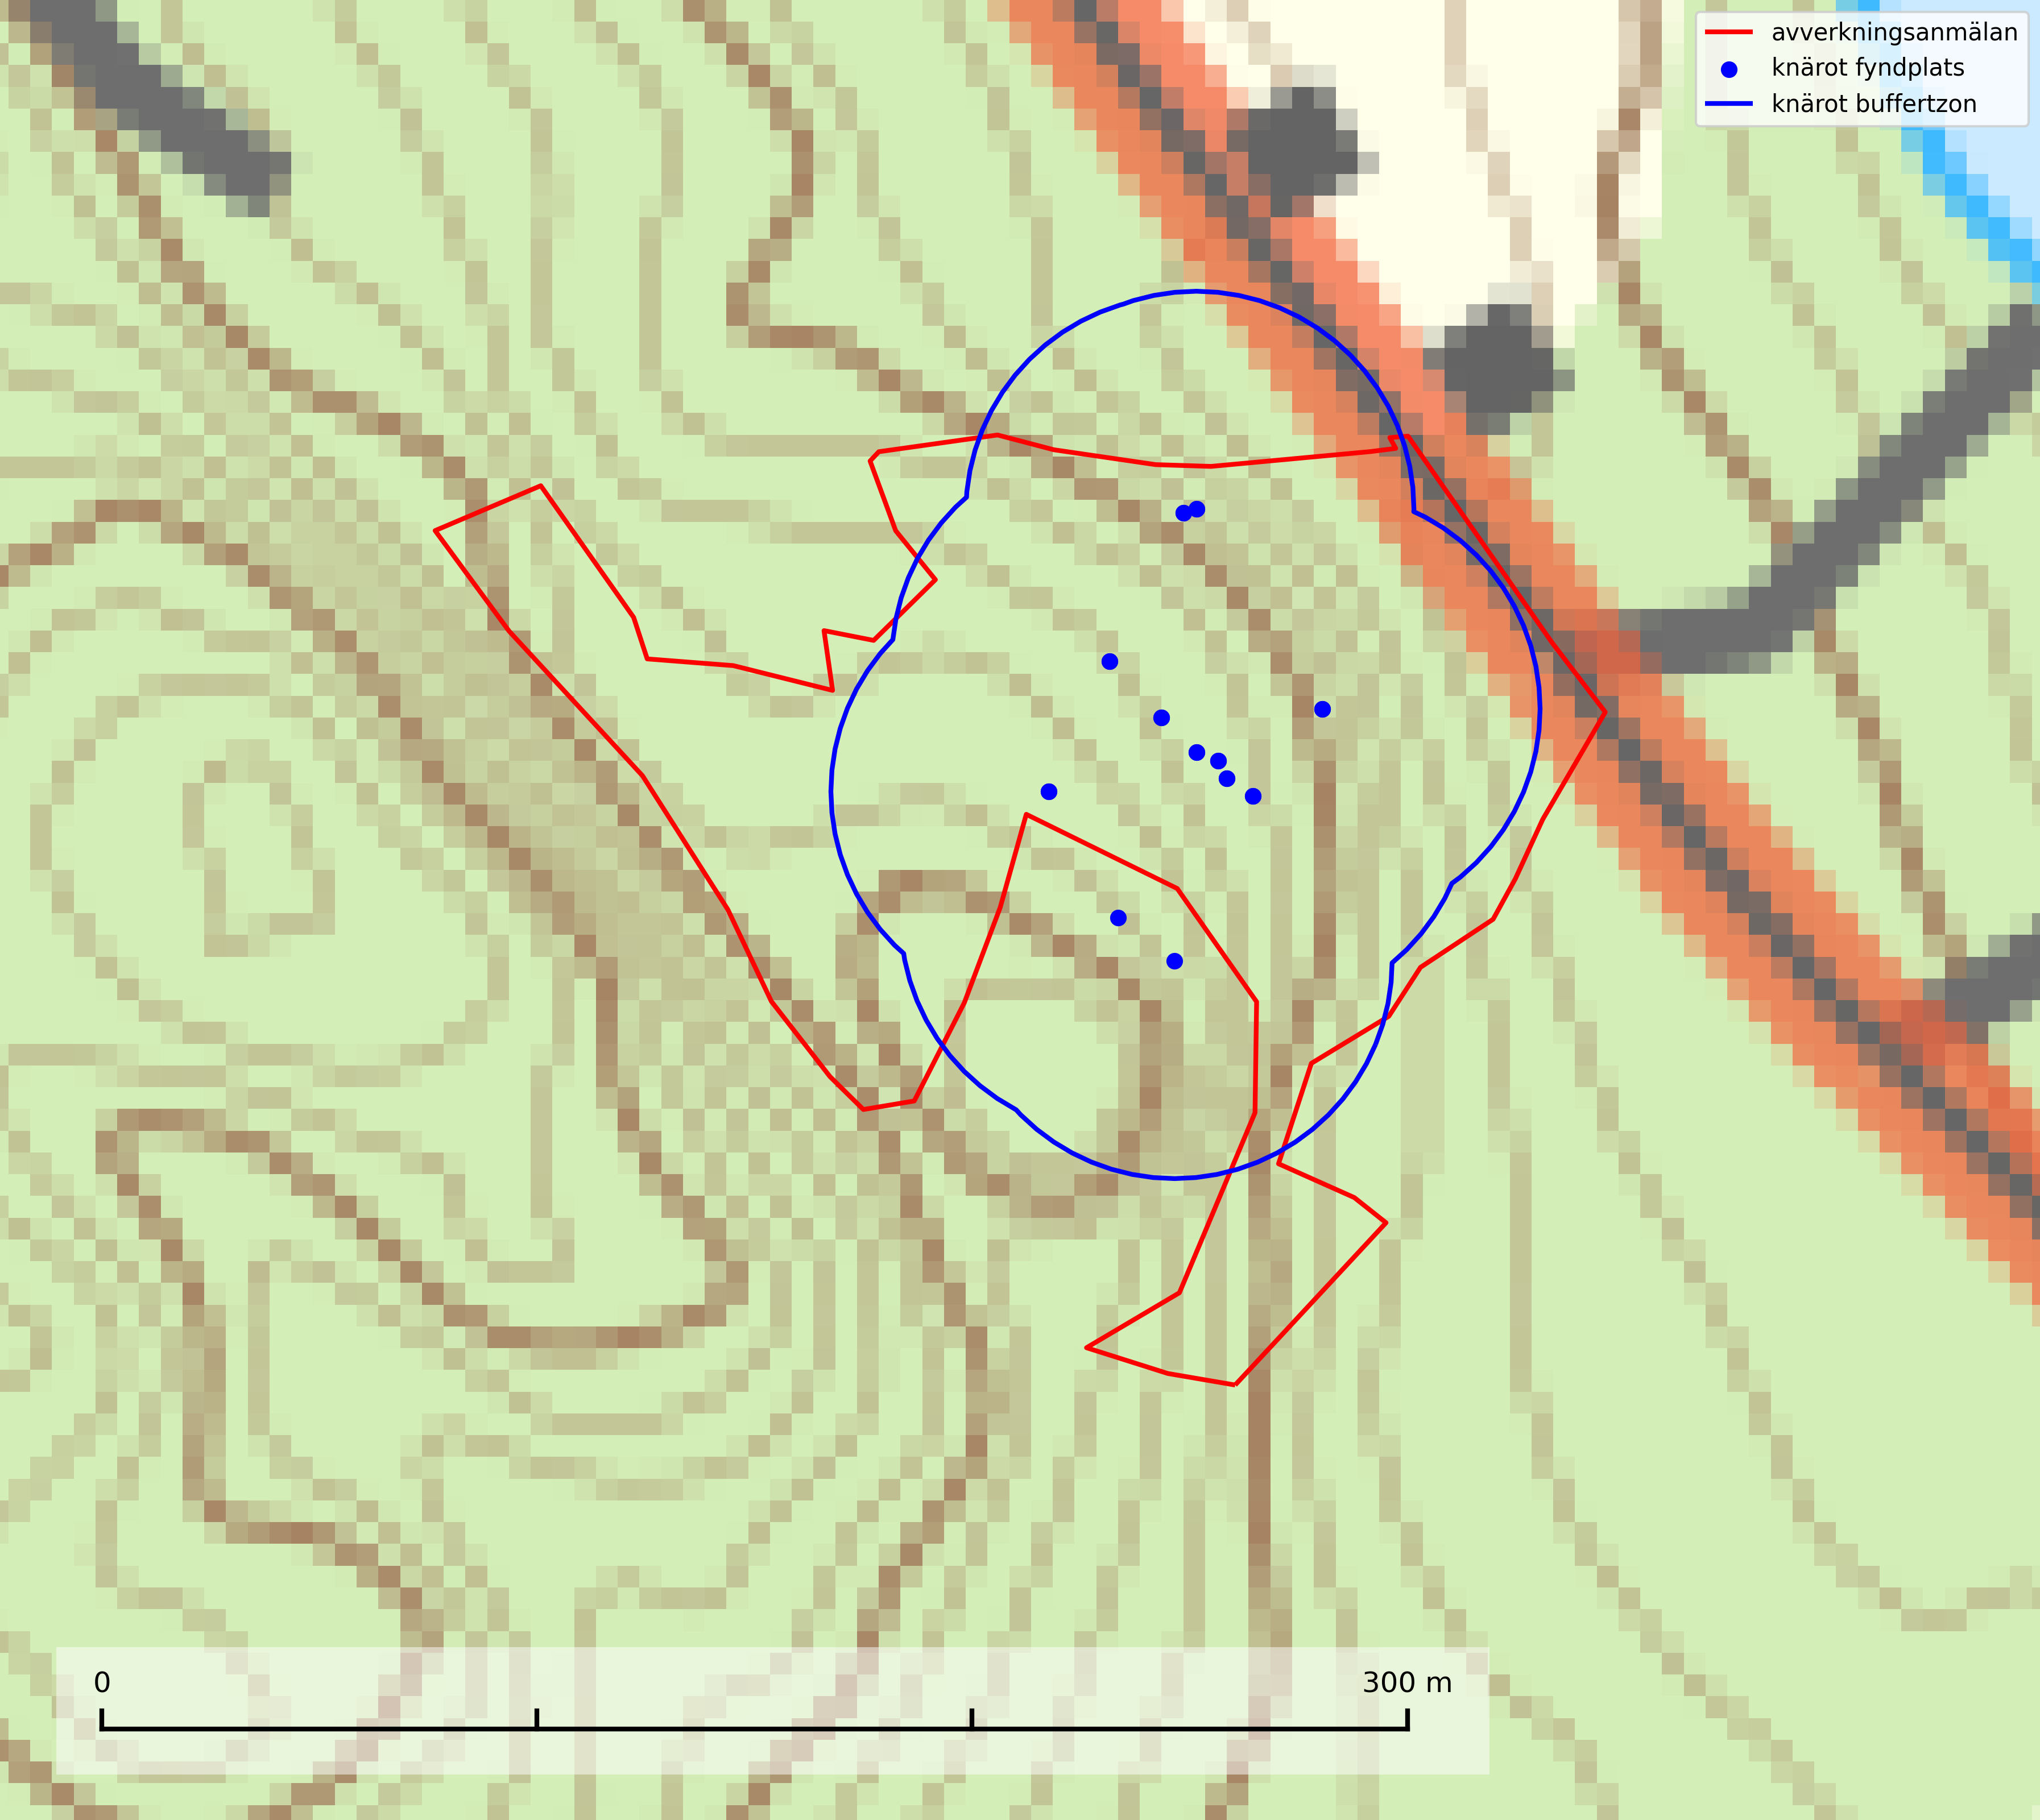 avverkningsanmälan
knärot fyndplats
knärot buffertzon
0 300 m